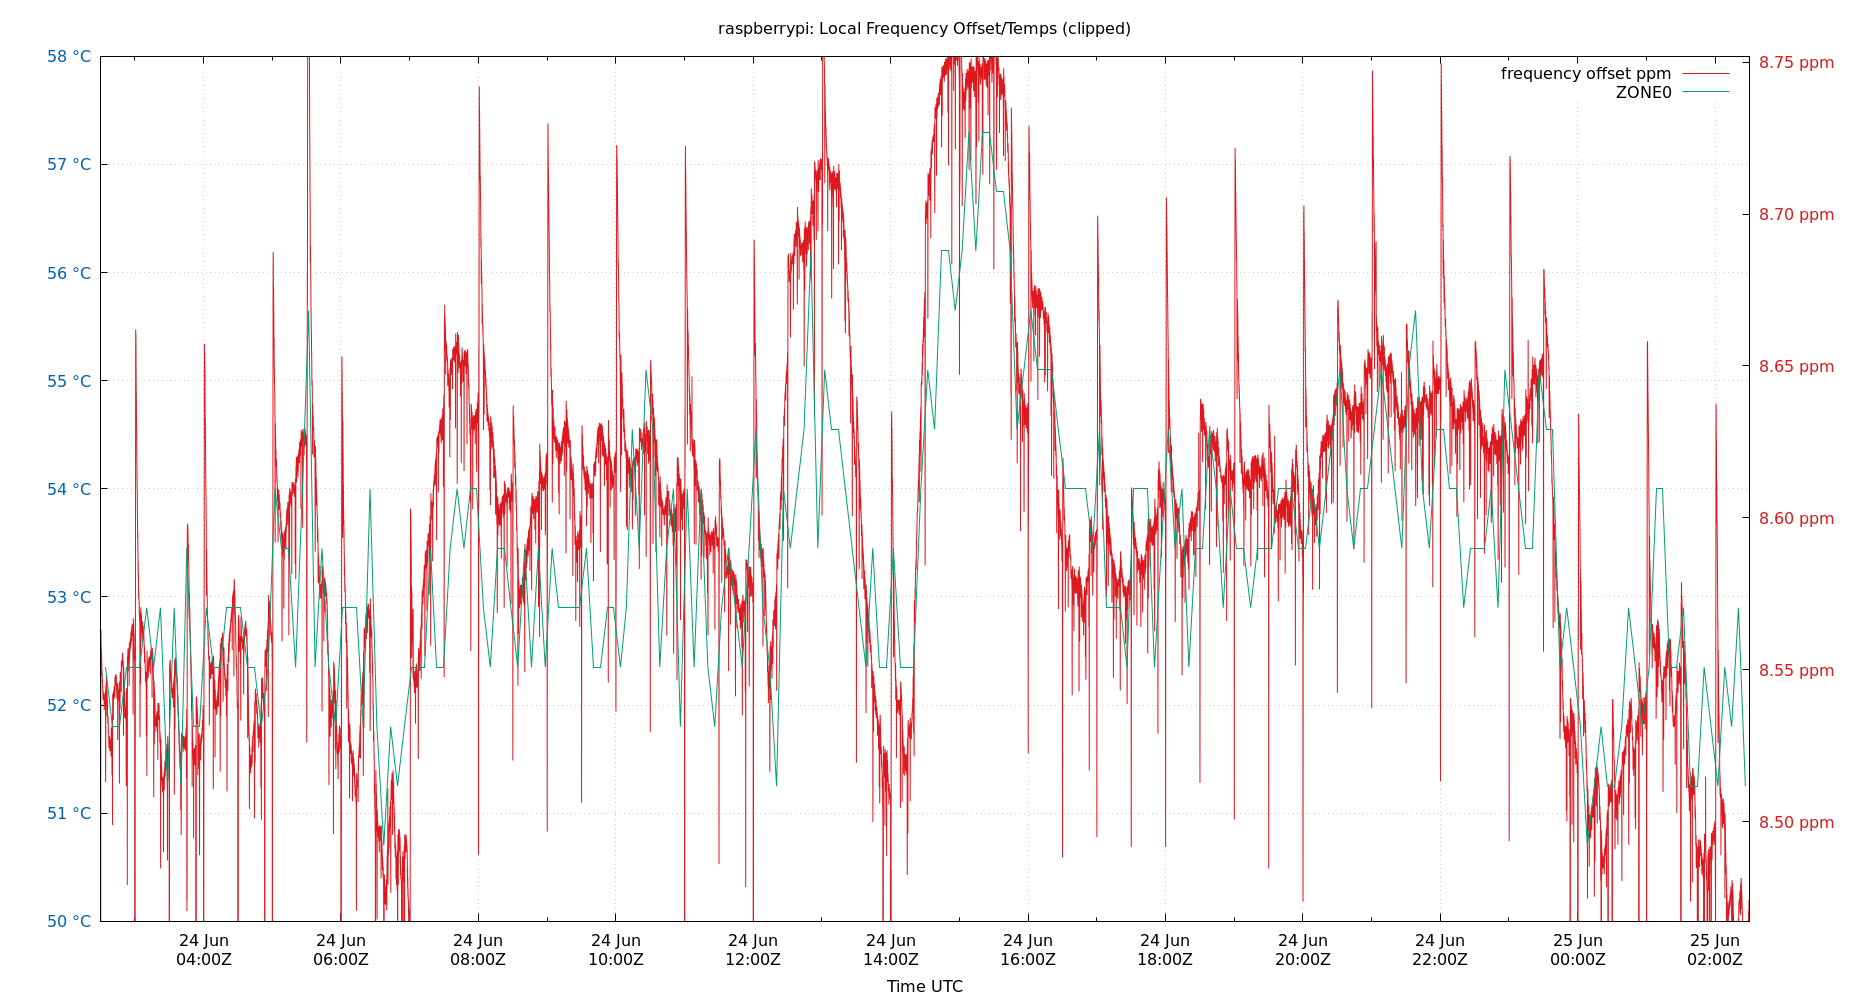 raspberrypi: Local Frequency Offset/Temps (clipped)
frequency offset ppm
ZONE0
58 °C
57 °C
56 °C
55 °C
54 °C
53 °C
52 °C
51 °C
50 °C
8.75 ppm
8.70 ppm
8.65 ppm
8.60 ppm
8.55 ppm
8.50 ppm
24 Jun
04:00Z
24 Jun
06:00Z
24 Jun
08:00Z
24 Jun
10:00Z
24 Jun
12:00Z
24 Jun
14:00Z
24 Jun
16:00Z
24 Jun
18:00Z
24 Jun
20:00Z
24 Jun
22:00Z
25 Jun
00:00Z
25 Jun
02:00Z
Time UTC